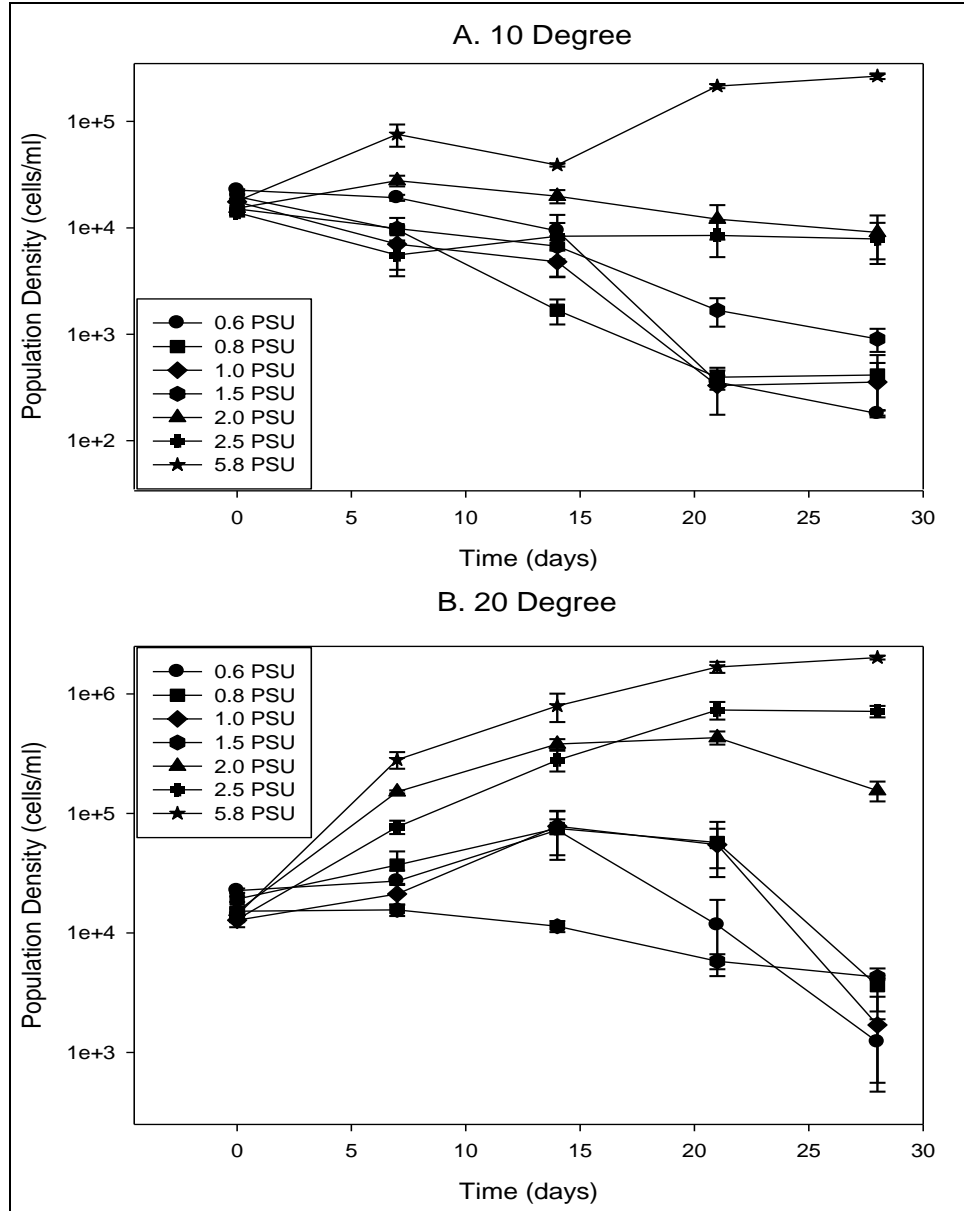 A. 10 Degree
Population Density (cells/ml)
1e+5
1e+4
1e+3
1e+2
0.6 PSU
0.8 PSU
1.0 PSU
1.5 PSU
2.0 PSU
2.5 PSU
5.8 PSU
0 5 10 15 20 25 30
Time (days)
B. 20 Degree
Population Density (cells/ml)
1e+6
1e+5
1e+4
1e+3
0.6 PSU
0.8 PSU
1.0 PSU
1.5 PSU
2.0 PSU
2.5 PSU
5.8 PSU
0 5 10 15 20 25 30
Time (days)